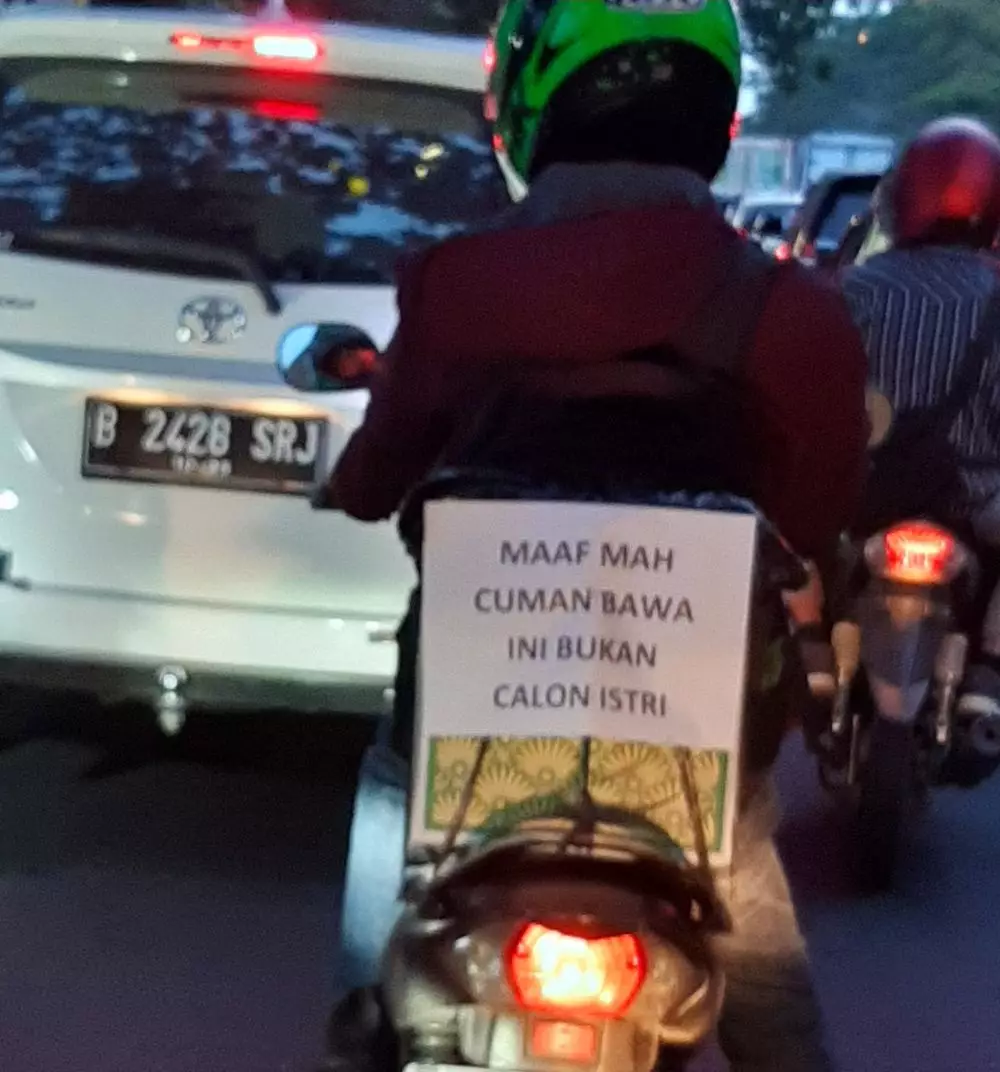 B 2428 SRJ
MAAF MAH
CUMAN BAWA
INI BUKAN
CALON ISTRI